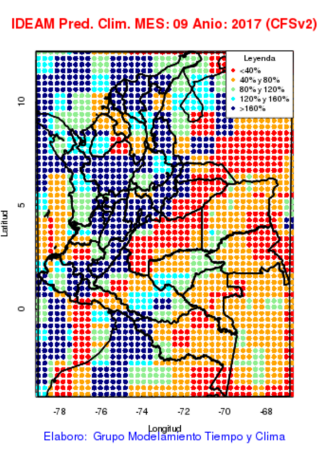 IDEAM Pred. Clim. MES: 09 Anio: 2017 (CFSv2)
Leyenda
<40%
40% y 80%
80% y 120%
120% y 160%
>160%
10
5
0
Latitud
-78 -76 -74 -72 -70 -68
Longitud
Elaboro: Grupo Modelamiento Tiempo y Clima